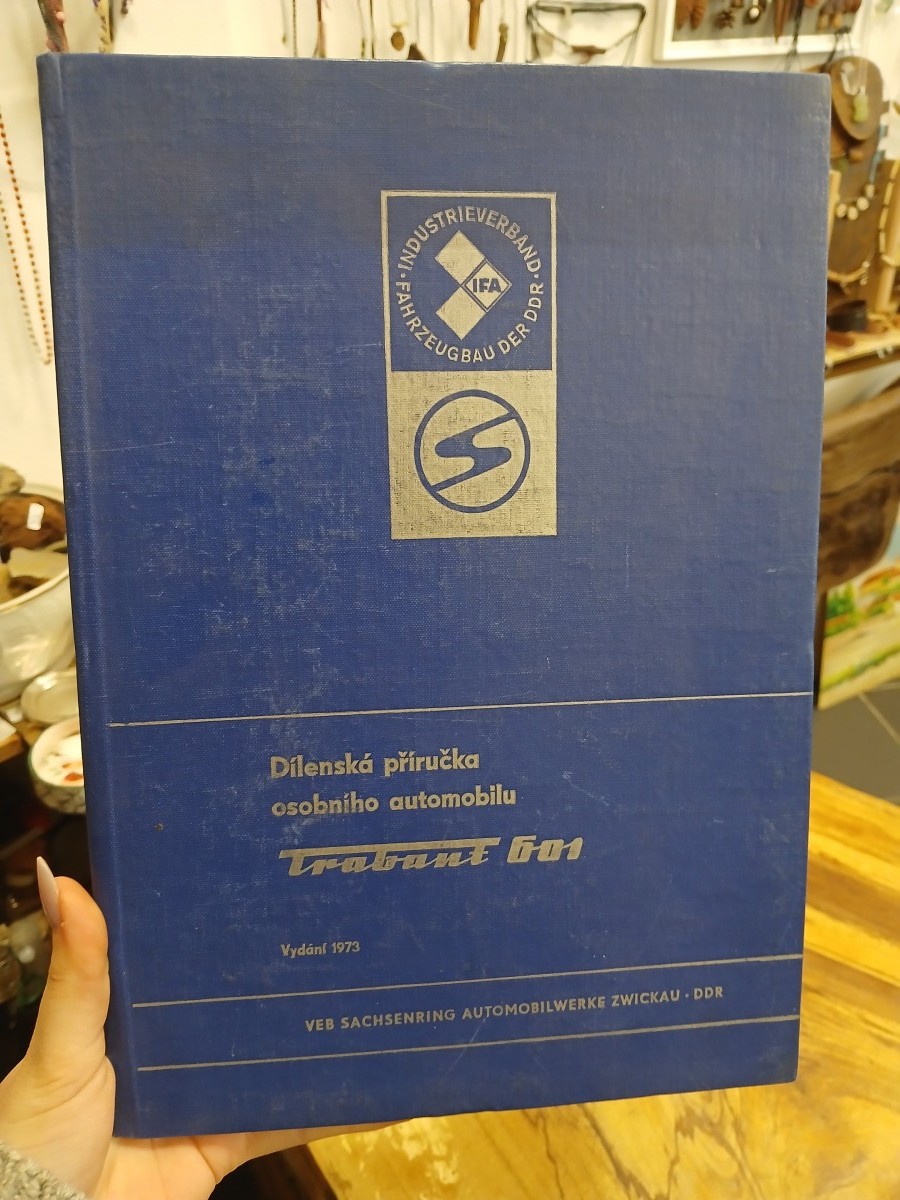 INDUSTRIEVERBAND
FAHRZEUGBAU DER DDR
IFA
S
Dílenská příručka
osobního automobilu
Trabant 601
Vydání 1973
VEB SACHSENRING AUTOMOBILWERKE ZWICKAU · DDR